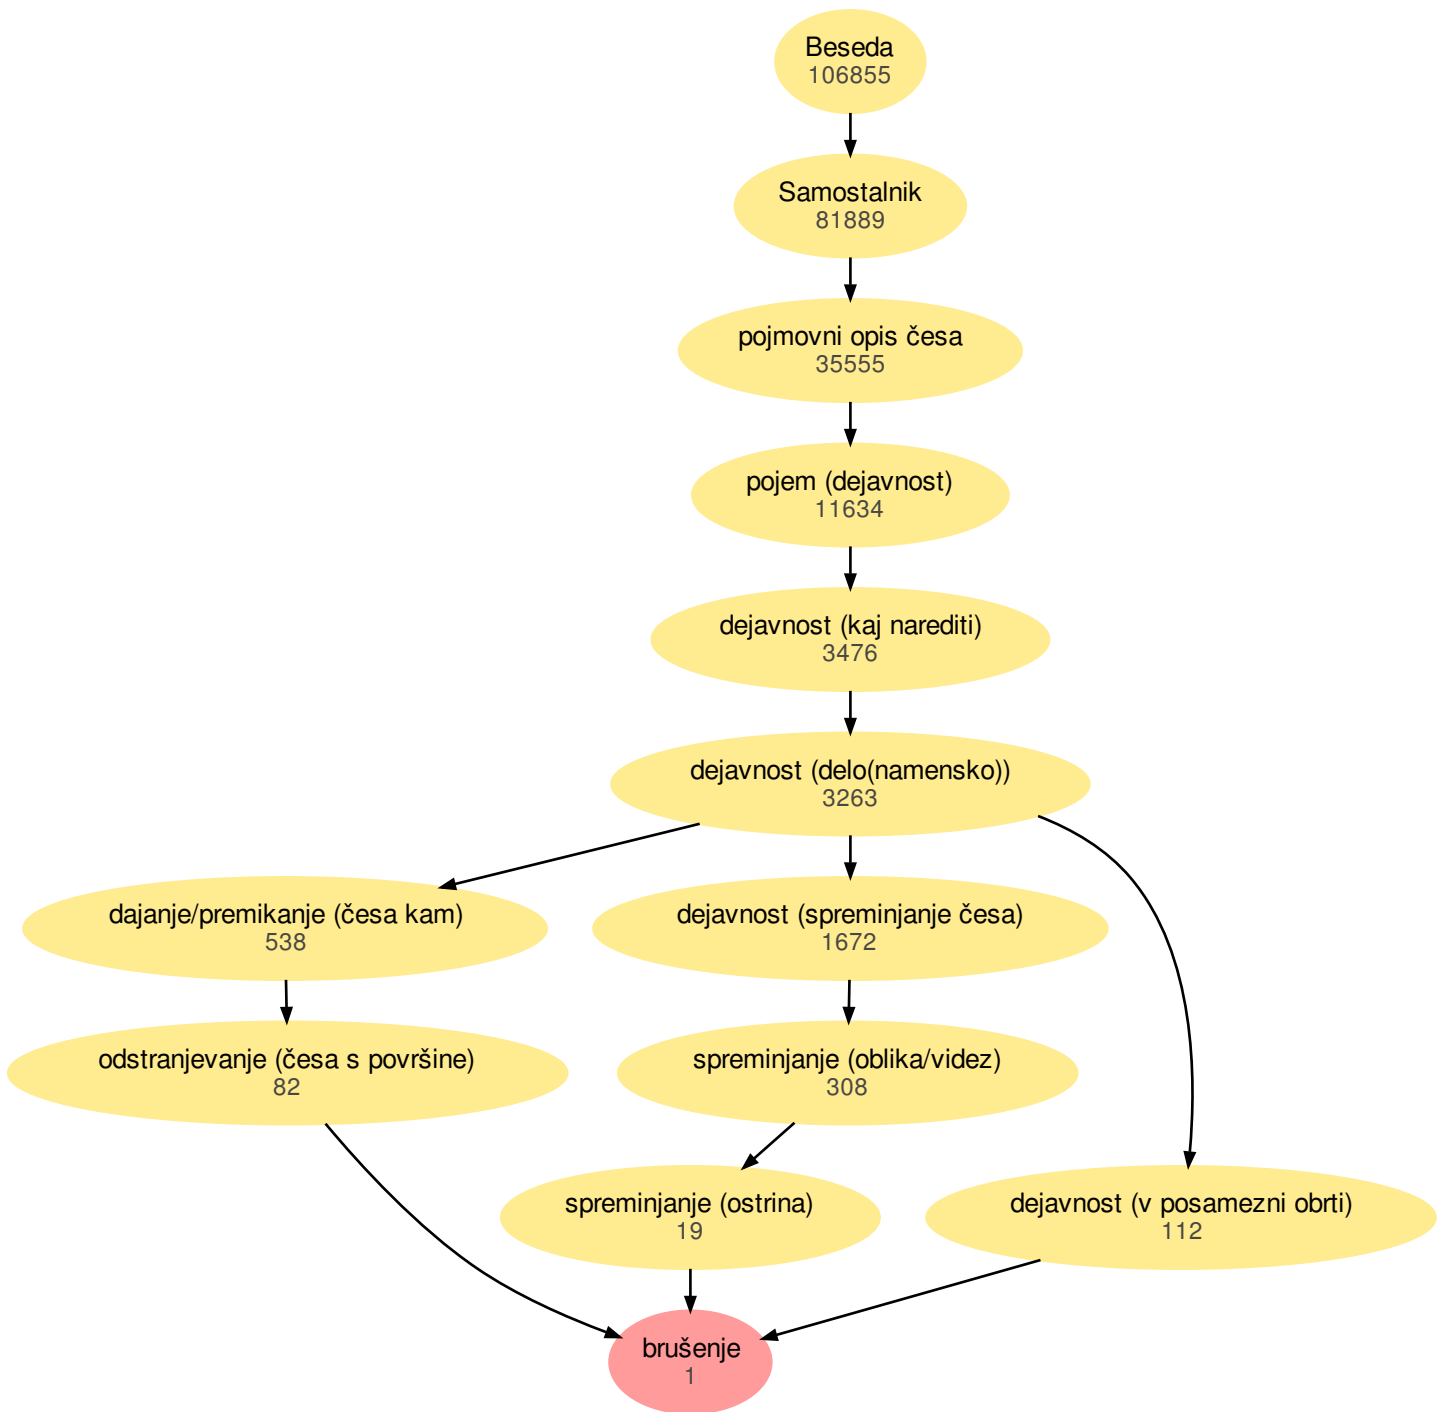 Beseda
106855
Samostalnik
81889
pojmovni opis česa
35555
pojem (dejavnost)
11634
dejavnost (kaj narediti)
3476
dejavnost (delo(namensko))
3263
dajanje/premikanje (česa kam)
538
dejavnost (spreminjanje česa)
1672
odstranjevanje (česa s površine)
82
spreminjanje (oblika/videz)
308
spreminjanje (ostrina)
19
dejavnost (v posamezni obrti)
112
brušenje
1